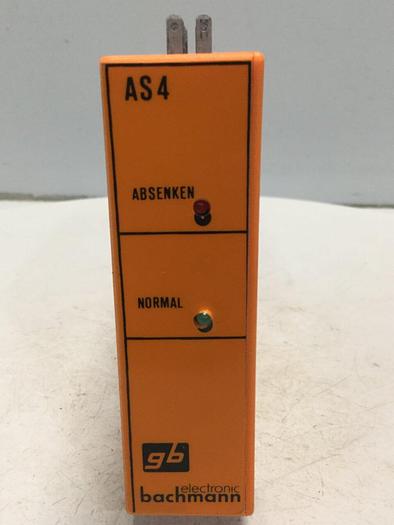 AS4
ABSENKEN
NORMAL
gb
electronic
bachmann